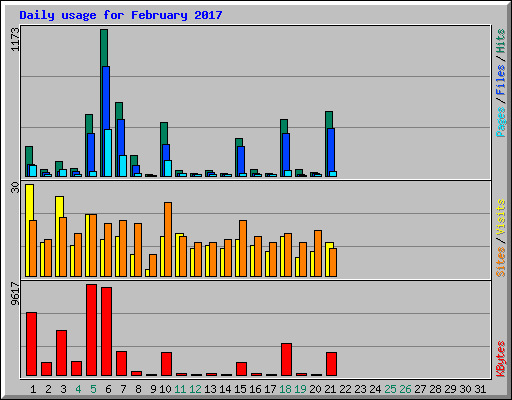 Daily usage for February 2017
1173
Pages/Files/Hits
30
Sites/Visits
9617
KBytes
1 2 3 4 5 6 7 8 9 10 11 12 13 14 15 16 17 18 19 20 21 22 23 24 25 26 27 28 29 30 31